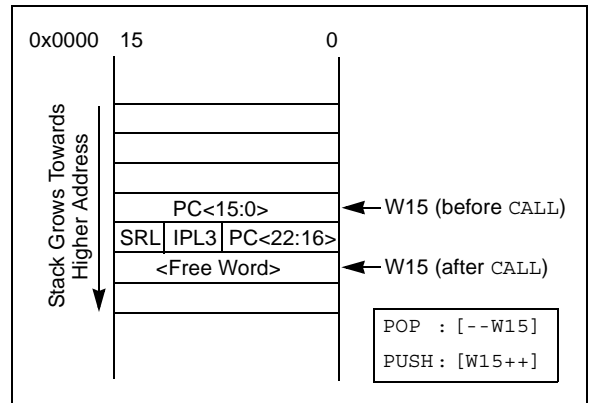 0x0000 15 0
Stack Grows Towards
Higher Address
PC<15:0>
W15 (before CALL)
SRL IPL3 PC<22:16>
<Free Word>
W15 (after CALL)
POP : [--W15]
PUSH : [W15++]